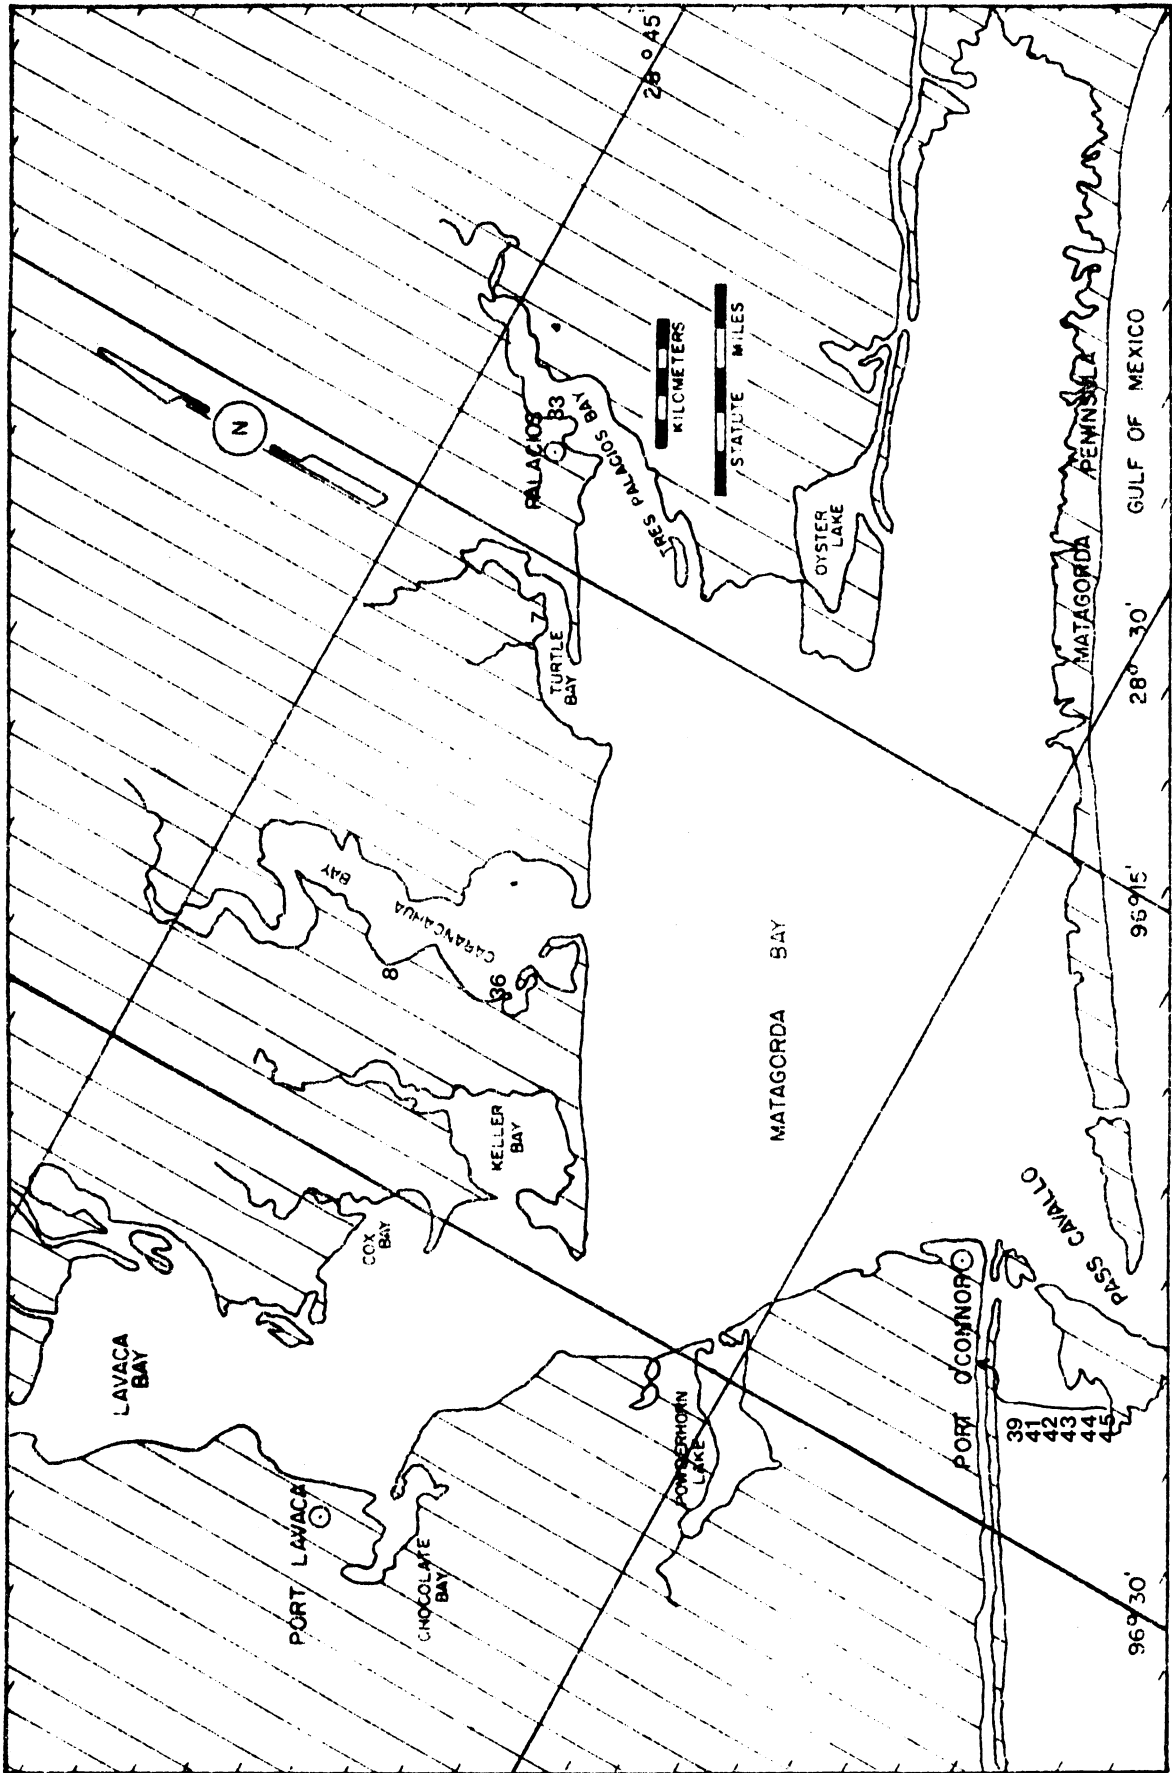 28° 45'
N
PALACIOS
33
TRES PALACIOS BAY
KILOMETERS
STATUTE MILES
OYSTER
LAKE
7
TURTLE
BAY
MATAGORDA PENINSULA
GULF OF MEXICO
28° 30'
CARANCAHUA BAY
8
36
96° 15'
MATAGORDA BAY
KELLER
BAY
COX
BAY
LAVACA
BAY
PASS CAVALLO
PORT O'CONNOR
39
41
42
43
44
45
POWDERHORN
LAKE
PORT LAVACA
CHOCOLATE
BAY
96° 30'